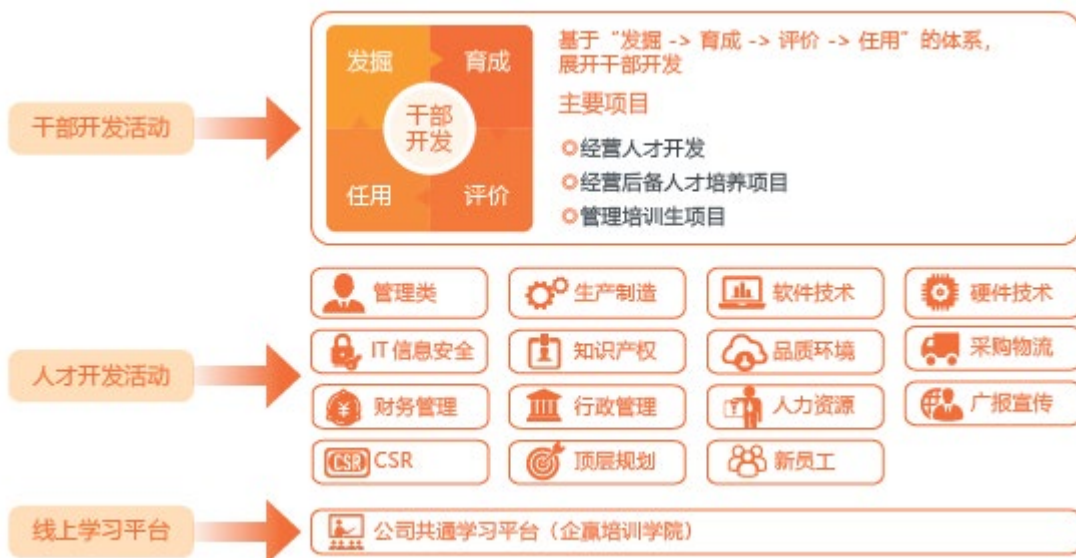 干部开发活动
发掘
育成
干部
开发
任用
评价
基于“发掘 -> 育成 -> 评价 -> 任用”的体系，
展开干部开发
主要项目
经营人才开发
经营后备人才培养项目
管理培训生项目
人才开发活动
管理类
生产制造
软件技术
硬件技术
IT 信息安全
知识产权
品质环境
采购物流
财务管理
行政管理
人力资源
广报宣传
CSR CSR
顶层规划
新员工
线上学习平台
公司共通学习平台（企赢培训学院）